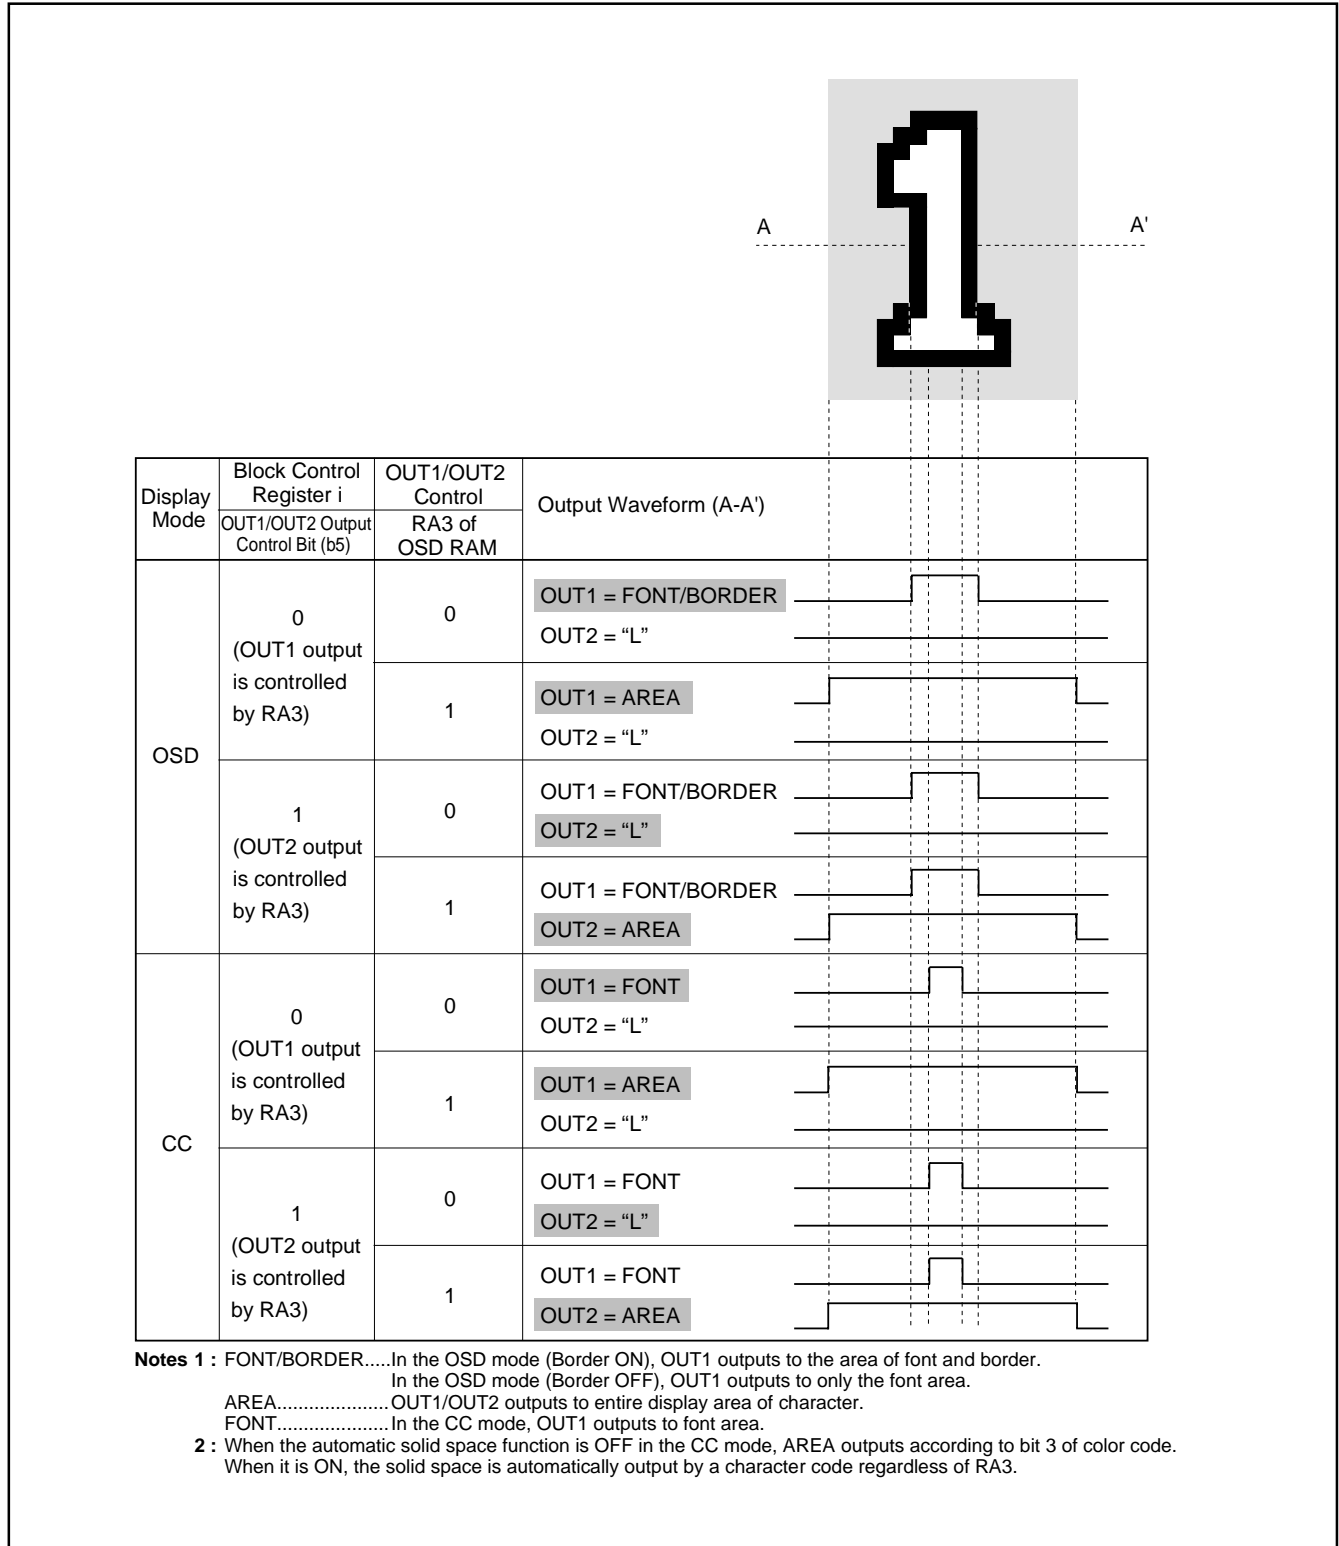 A A'
Display Mode
Block Control Register i
OUT1/OUT2 Output Control Bit (b5)
OUT1/OUT2 Control
RA3 of OSD RAM
Output Waveform (A-A')
OSD
0
(OUT1 output
is controlled
by RA3)
0
OUT1 = FONT/BORDER
OUT2 = “L”
1
OUT1 = AREA
OUT2 = “L”
1
(OUT2 output
is controlled
by RA3)
0
OUT1 = FONT/BORDER
OUT2 = “L”
1
OUT1 = FONT/BORDER
OUT2 = AREA
CC
0
(OUT1 output
is controlled
by RA3)
0
OUT1 = FONT
OUT2 = “L”
1
OUT1 = AREA
OUT2 = “L”
1
(OUT2 output
is controlled
by RA3)
0
OUT1 = FONT
OUT2 = “L”
1
OUT1 = FONT
OUT2 = AREA
Notes 1 : FONT/BORDER.....In the OSD mode (Border ON), OUT1 outputs to the area of font and border.
In the OSD mode (Border OFF), OUT1 outputs to only the font area.
AREA.....................OUT1/OUT2 outputs to entire display area of character.
FONT.....................In the CC mode, OUT1 outputs to font area.
2 : When the automatic solid space function is OFF in the CC mode, AREA outputs according to bit 3 of color code.
When it is ON, the solid space is automatically output by a character code regardless of RA3.